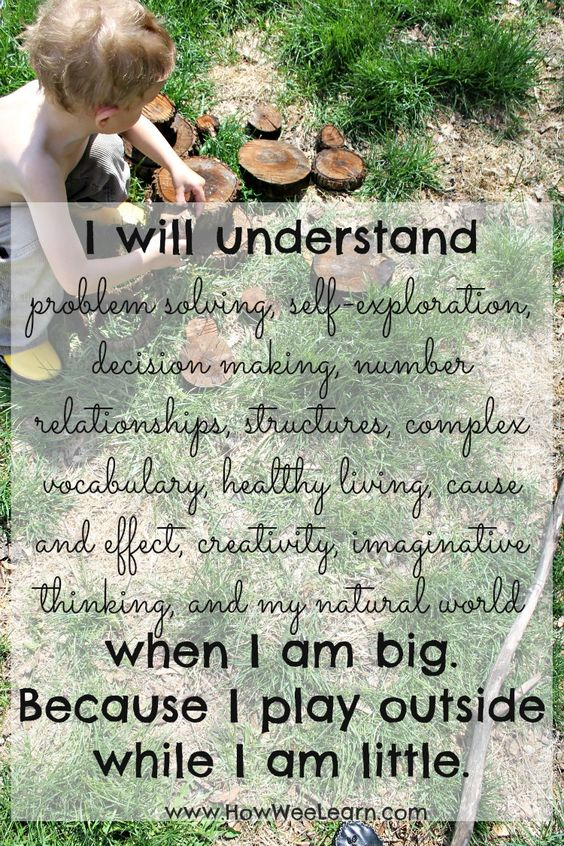 I will understand
problem solving, self-exploration,
decision making, number
relationships, structures, complex
vocabulary, healthy living, cause
and effect, creativity, imaginative
thinking, and my natural world
when I am big.
Because I play outside
while I am little.
www.HowWeeLearn.com